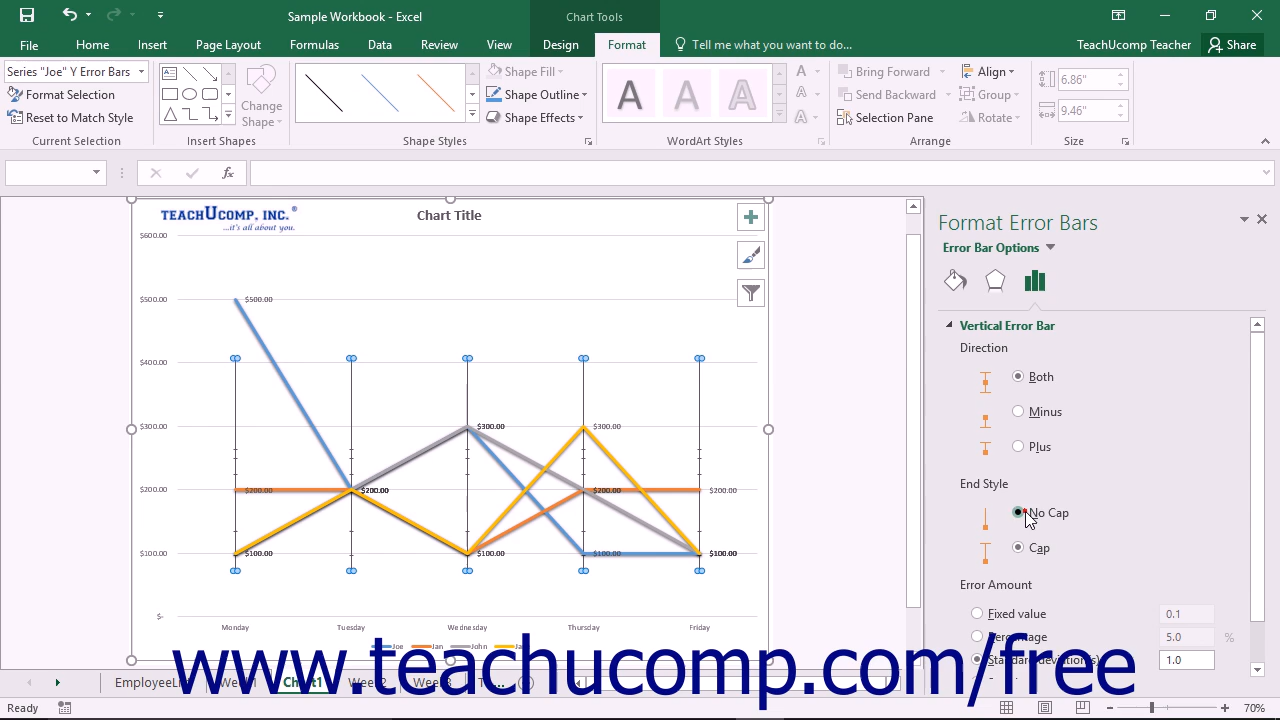 Sample Workbook - Excel
Chart Tools
File Home Insert Page Layout Formulas Data Review View Design Format Tell me what you want to do... TeachUcomp Teacher Share
Series "Joe" Y Error Bars
Format Selection
Reset to Match Style
Current Selection
Change
Shape
Insert Shapes
Shape Fill
Shape Outline
Shape Effects
Shape Styles
A A A
WordArt Styles
Bring Forward
Send Backward
Selection Pane
Align
Group
Rotate
Arrange
6.86"
9.46"
Size
fx
TEACHUCOMP, INC.®
...it's all about you.
Chart Title
$600.00
$500.00 $500.00
$400.00
$300.00 $300.00 $300.00
$200.00 $200.00 $200.00 $200.00 $200.00
$100.00 $100.00 $100.00 $100.00 $100.00
$-
Monday Tuesday Wednesday Thursday Friday
Joe Jan John
Format Error Bars
Error Bar Options
Vertical Error Bar
Direction
Both
Minus
Plus
End Style
No Cap
Cap
Error Amount
Fixed value 0.1
Percentage 5.0 %
Standard deviation(s) 1.0
www.teachucomp.com/free
Chart1
Ready
70%